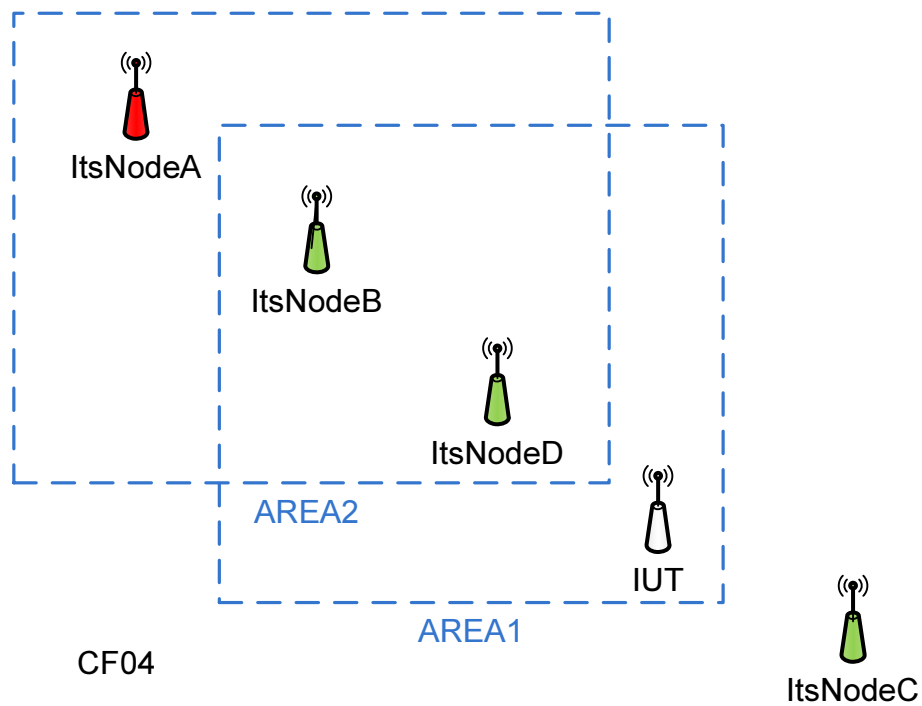 ItsNodeA
ItsNodeB
ItsNodeD
AREA2
IUT
AREA1
CF04
ItsNodeC